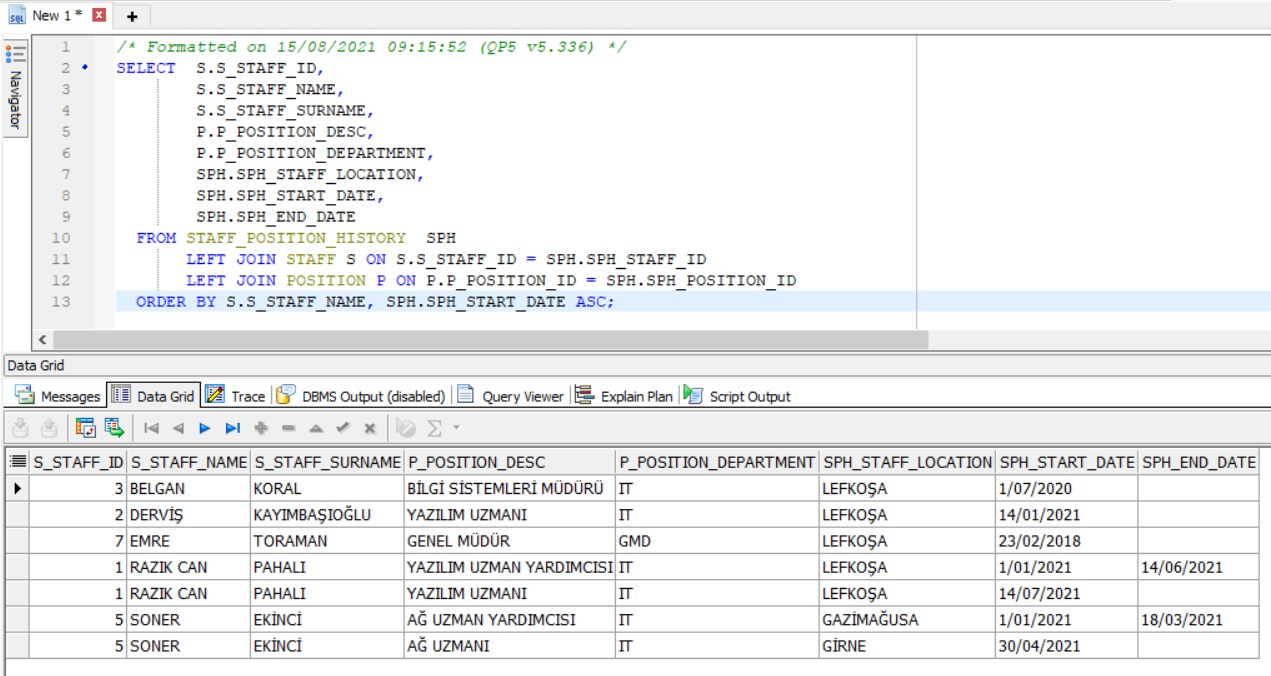 SQL New 1 * +
Navigator
1 /* Formatted on 15/08/2021 09:15:52 (QP5 v5.336) */
2 SELECT S.S_STAFF_ID,
3 S.S_STAFF_NAME,
4 S.S_STAFF_SURNAME,
5 P.P_POSITION_DESC,
6 P.P_POSITION_DEPARTMENT,
7 SPH.SPH_STAFF_LOCATION,
8 SPH.SPH_START_DATE,
9 SPH.SPH_END_DATE
10 FROM STAFF_POSITION_HISTORY SPH
11 LEFT JOIN STAFF S ON S.S_STAFF_ID = SPH.SPH_STAFF_ID
12 LEFT JOIN POSITION P ON P.P_POSITION_ID = SPH.SPH_POSITION_ID
13 ORDER BY S.S_STAFF_NAME, SPH.SPH_START_DATE ASC;
Data Grid
Messages Data Grid Trace DBMS Output (disabled) Query Viewer Explain Plan Script Output
S_STAFF_ID S_STAFF_NAME S_STAFF_SURNAME P_POSITION_DESC P_POSITION_DEPARTMENT SPH_STAFF_LOCATION SPH_START_DATE SPH_END_DATE
3 BELGAN KORAL BİLGİ SİSTEMLERİ MÜDÜRÜ IT LEFKOŞA 1/07/2020
2 DERVİŞ KAYIMBAŞIOĞLU YAZILIM UZMANI IT LEFKOŞA 14/01/2021
7 EMRE TORAMAN GENEL MÜDÜR GMD LEFKOŞA 23/02/2018
1 RAZIK CAN PAHALI YAZILIM UZMAN YARDIMCISI IT LEFKOŞA 1/01/2021 14/06/2021
1 RAZIK CAN PAHALI YAZILIM UZMANI IT LEFKOŞA 14/07/2021
5 SONER EKİNCİ AĞ UZMAN YARDIMCISI IT GAZİMAĞUSA 1/01/2021 18/03/2021
5 SONER EKİNCİ AĞ UZMANI IT GİRNE 30/04/2021